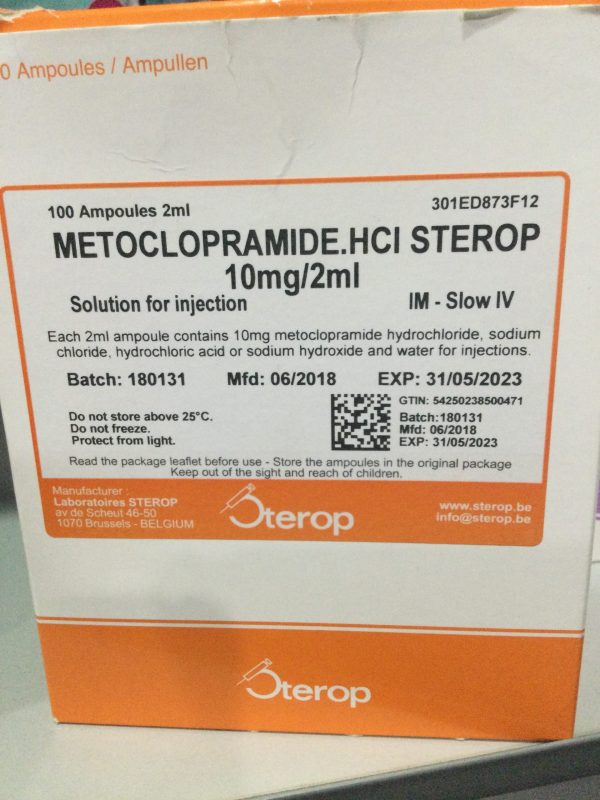 0 Ampoules / Ampullen
100 Ampoules 2ml
301ED873F12
METOCLOPRAMIDE.HCl STEROP
10mg/2ml
Solution for injection
IM - Slow IV
Each 2ml ampoule contains 10mg metoclopramide hydrochloride, sodium
chloride, hydrochloric acid or sodium hydroxide and water for injections.
Batch: 180131 Mfd: 06/2018 EXP: 31/05/2023
Do not store above 25°C.
Do not freeze.
Protect from light.
GTIN: 54250238500471
Batch:180131
Mfd: 06/2018
EXP: 31/05/2023
Read the package leaflet before use - Store the ampoules in the original package
Keep out of the sight and reach of children.
Manufacturer :
Laboratoires STEROP
av de Scheut 46-50
1070 Brussels - BELGIUM
Sterop
www.sterop.be
info@sterop.be
Sterop